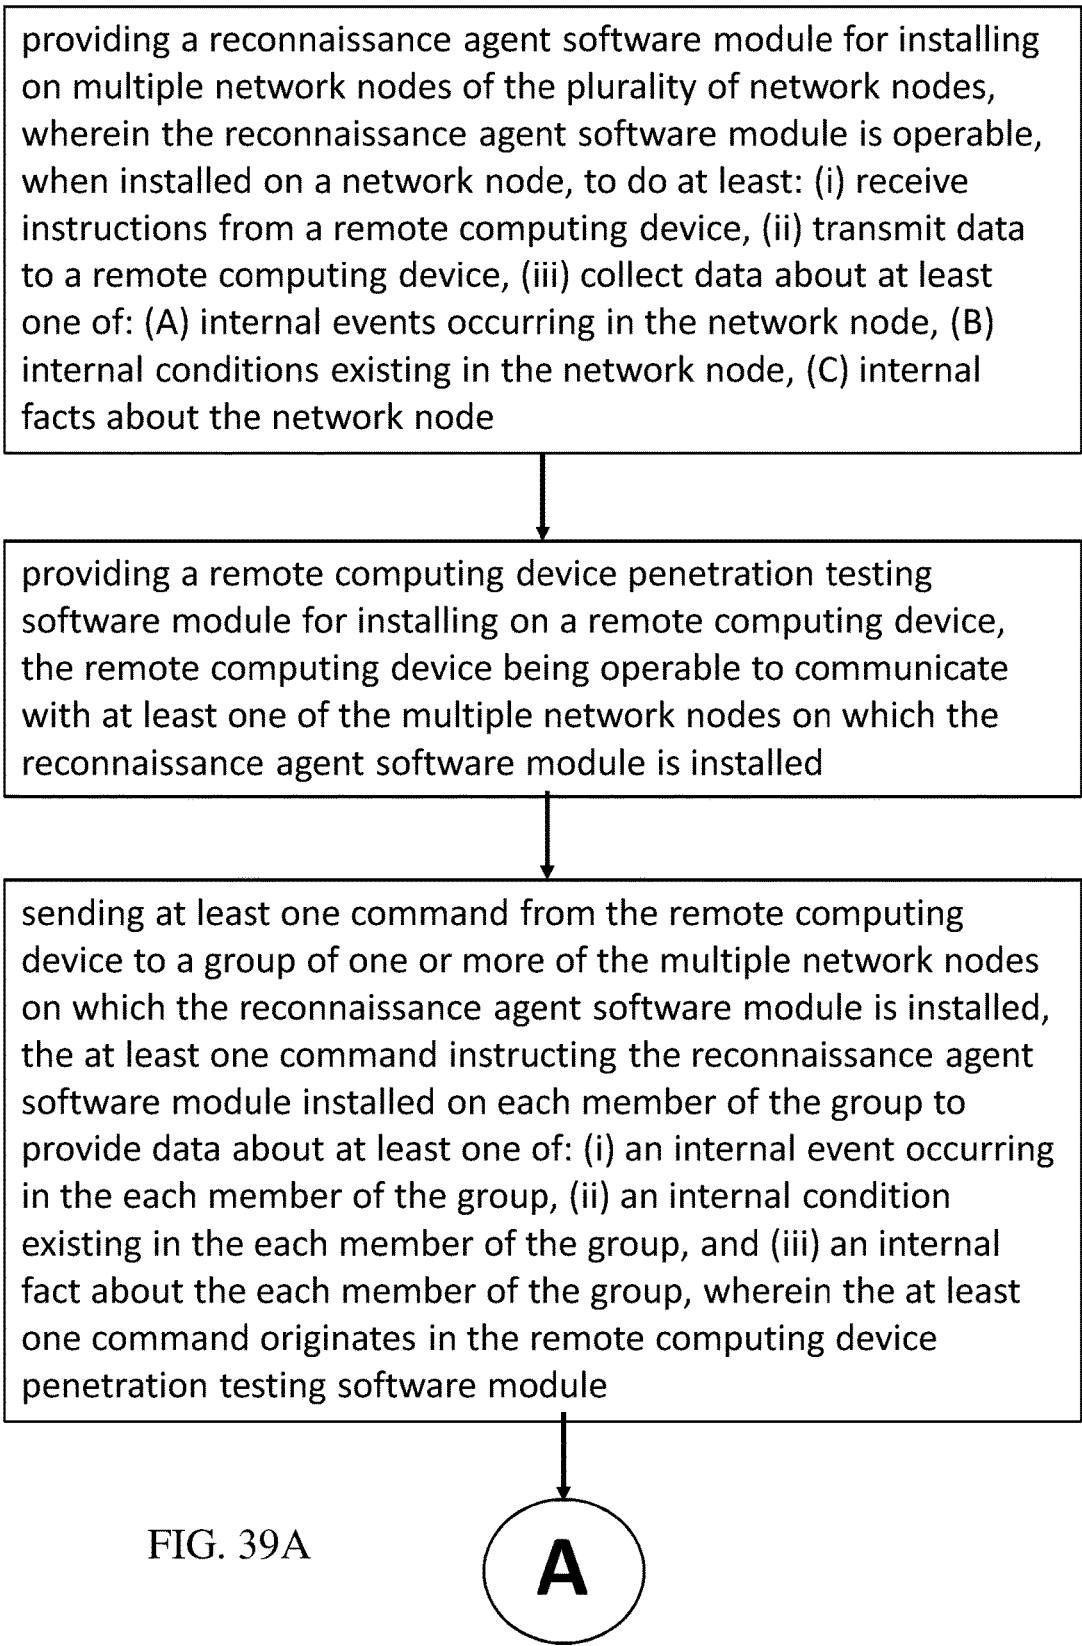 providing a reconnaissance agent software module for installing
on multiple network nodes of the plurality of network nodes,
wherein the reconnaissance agent software module is operable,
when installed on a network node, to do at least: (i) receive
instructions from a remote computing device, (ii) transmit data
to a remote computing device, (iii) collect data about at least
one of: (A) internal events occurring in the network node, (B)
internal conditions existing in the network node, (C) internal
facts about the network node
providing a remote computing device penetration testing
software module for installing on a remote computing device,
the remote computing device being operable to communicate
with at least one of the multiple network nodes on which the
reconnaissance agent software module is installed
sending at least one command from the remote computing
device to a group of one or more of the multiple network nodes
on which the reconnaissance agent software module is installed,
the at least one command instructing the reconnaissance agent
software module installed on each member of the group to
provide data about at least one of: (i) an internal event occurring
in the each member of the group, (ii) an internal condition
existing in the each member of the group, and (iii) an internal
fact about the each member of the group, wherein the at least
one command originates in the remote computing device
penetration testing software module
FIG. 39A
A